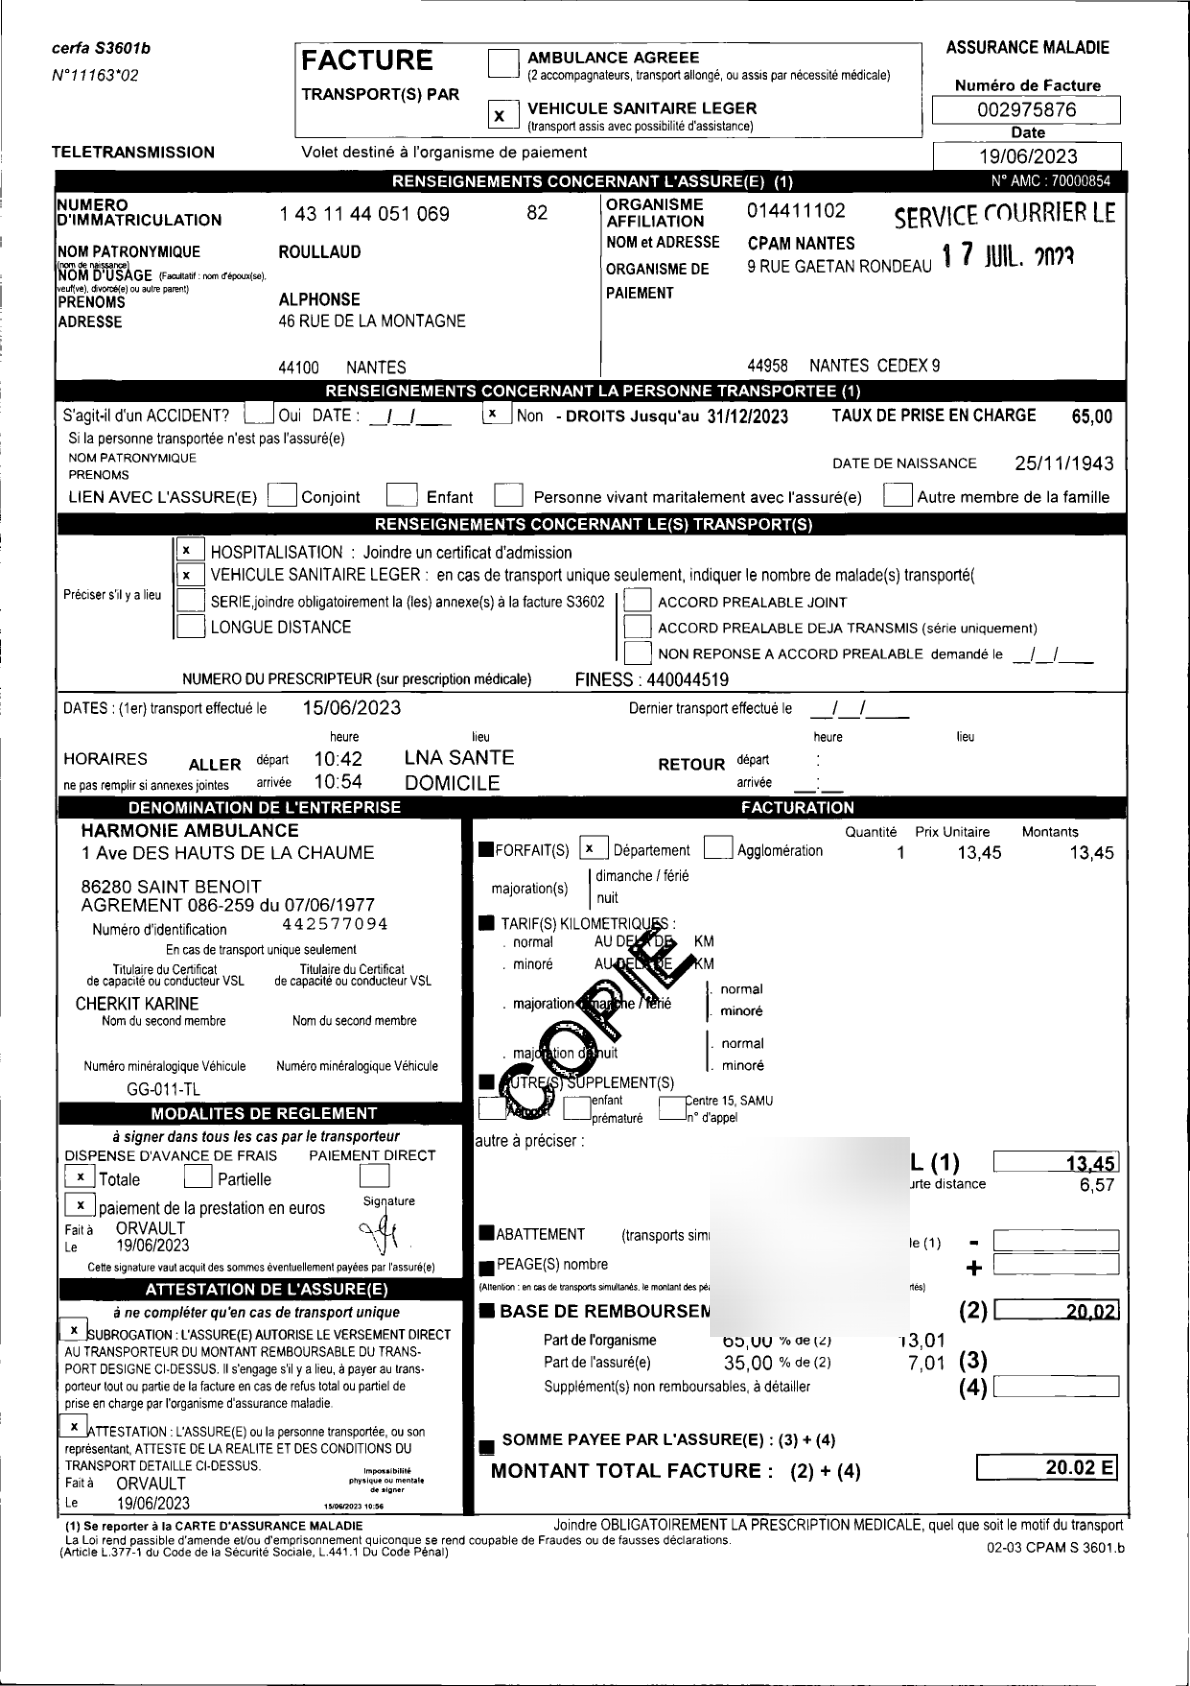 cerfa S3601b
N°11163*02
FACTURE
TRANSPORT(S) PAR
AMBULANCE AGREEE
(2 accompagnateurs, transport allongé, ou assis par nécessité médicale)
x VEHICULE SANITAIRE LEGER
(transport assis avec possibilité d'assistance)
ASSURANCE MALADIE
Numéro de Facture
002975876
Date
19/06/2023
TELETRANSMISSION
Volet destiné à l'organisme de paiement
RENSEIGNEMENTS CONCERNANT L'ASSURE(E) (1) N° AMC : 70000854
NUMERO
D'IMMATRICULATION 1 43 11 44 051 069 82
ORGANISME
AFFILIATION 014411102
SERVICE COURRIER LE
17 JUIL. 2023
NOM et ADRESSE CPAM NANTES
ORGANISME DE 9 RUE GAETAN RONDEAU
PAIEMENT
44958 NANTES CEDEX 9
NOM PATRONYMIQUE ROULLAUD
(nom de naissance)
NOM D'USAGE (Facultatif : nom d'époux(se),
veuf(ve), divorcé(e) ou autre parent)
PRENOMS ALPHONSE
ADRESSE 46 RUE DE LA MONTAGNE
44100 NANTES
RENSEIGNEMENTS CONCERNANT LA PERSONNE TRANSPORTEE (1)
S'agit-il d'un ACCIDENT? Oui DATE : _/_/_ x Non - DROITS Jusqu'au 31/12/2023 TAUX DE PRISE EN CHARGE 65,00
Si la personne transportée n'est pas l'assuré(e)
NOM PATRONYMIQUE
PRENOMS
DATE DE NAISSANCE 25/11/1943
LIEN AVEC L'ASSURE(E) Conjoint Enfant Personne vivant maritalement avec l'assuré(e) Autre membre de la famille
RENSEIGNEMENTS CONCERNANT LE(S) TRANSPORT(S)
Préciser s'il y a lieu
x HOSPITALISATION : Joindre un certificat d'admission
x VEHICULE SANITAIRE LEGER : en cas de transport unique seulement, indiquer le nombre de malade(s) transporté(
SERIE,joindre obligatoirement la (les) annexe(s) à la facture S3602
LONGUE DISTANCE
ACCORD PREALABLE JOINT
ACCORD PREALABLE DEJA TRANSMIS (série uniquement)
NON REPONSE A ACCORD PREALABLE demandé le _/_/_
NUMERO DU PRESCRIPTEUR (sur prescription médicale) FINESS : 440044519
DATES : (1er) transport effectué le 15/06/2023 Dernier transport effectué le _/_/_
heure lieu heure lieu
HORAIRES ALLER départ 10:42 LNA SANTE RETOUR départ :
ne pas remplir si annexes jointes arrivée 10:54 DOMICILE arrivée _:_
DENOMINATION DE L'ENTREPRISE
HARMONIE AMBULANCE
1 Ave DES HAUTS DE LA CHAUME
86280 SAINT BENOIT
AGREMENT 086-259 du 07/06/1977
Numéro d'identification 442577094
En cas de transport unique seulement
Titulaire du Certificat Titulaire du Certificat
de capacité ou conducteur VSL de capacité ou conducteur VSL
CHERKIT KARINE
Nom du second membre Nom du second membre
Numéro minéralogique Véhicule Numéro minéralogique Véhicule
GG-011-TL
MODALITES DE REGLEMENT
à signer dans tous les cas par le transporteur
DISPENSE D'AVANCE DE FRAIS PAIEMENT DIRECT
x Totale Partielle
x paiement de la prestation en euros Signature
Fait à ORVAULT
Le 19/06/2023
Cette signature vaut acquit des sommes éventuellement payées par l'assuré(e)
ATTESTATION DE L'ASSURE(E)
à ne compléter qu'en cas de transport unique
x SUBROGATION : L'ASSURE(E) AUTORISE LE VERSEMENT DIRECT
AU TRANSPORTEUR DU MONTANT REMBOURSABLE DU TRANS-
PORT DESIGNE CI-DESSUS. Il s'engage s'il y a lieu, à payer au trans-
porteur tout ou partie de la facture en cas de refus total ou partiel de
prise en charge par l'organisme d'assurance maladie.
x ATTESTATION : L'ASSURE(E) ou la personne transportée, ou son
représentant, ATTESTE DE LA REALITE ET DES CONDITIONS DU
TRANSPORT DETAILLE CI-DESSUS.
Fait à ORVAULT
Le 19/06/2023
Impossibilité
physique ou mentale
de signer
15/06/2023 10:56
FACTURATION
Quantité Prix Unitaire Montants
FORFAIT(S) x Département Agglomération 1 13,45 13,45
majoration(s) dimanche / férié
nuit
TARIF(S) KILOMETRIQUES :
. normal AU DELA DE KM
. minoré AU DELA DE KM
. majoration dimanche / férié . normal
. minoré
. majoration de nuit . normal
. minoré
COPIE
AUTRE(S) SUPPLEMENT(S)
Aéroport enfant prématuré Centre 15, SAMU n° d'appel
autre à préciser :
L (1) 13,45
urte distance 6,57
ABATTEMENT (transports sim le (1) -
PEAGE(S) nombre +
(Attention : en cas de transports simultanés, le montant des pé rtés)
BASE DE REMBOURSEM (2) 20,02
Part de l'organisme 65,00 % de (2) 13,01
Part de l'assuré(e) 35,00 % de (2) 7,01 (3)
Supplément(s) non remboursables, à détailler (4)
SOMME PAYEE PAR L'ASSURE(E) : (3) + (4)
MONTANT TOTAL FACTURE : (2) + (4) 20.02 E
(1) Se reporter à la CARTE D'ASSURANCE MALADIE
Joindre OBLIGATOIREMENT LA PRESCRIPTION MEDICALE, quel que soit le motif du transport
La Loi rend passible d'amende et/ou d'emprisonnement quiconque se rend coupable de Fraudes ou de fausses déclarations.
(Article L.377-1 du Code de la Sécurité Sociale, L.441.1 Du Code Pénal)
02-03 CPAM S 3601.b